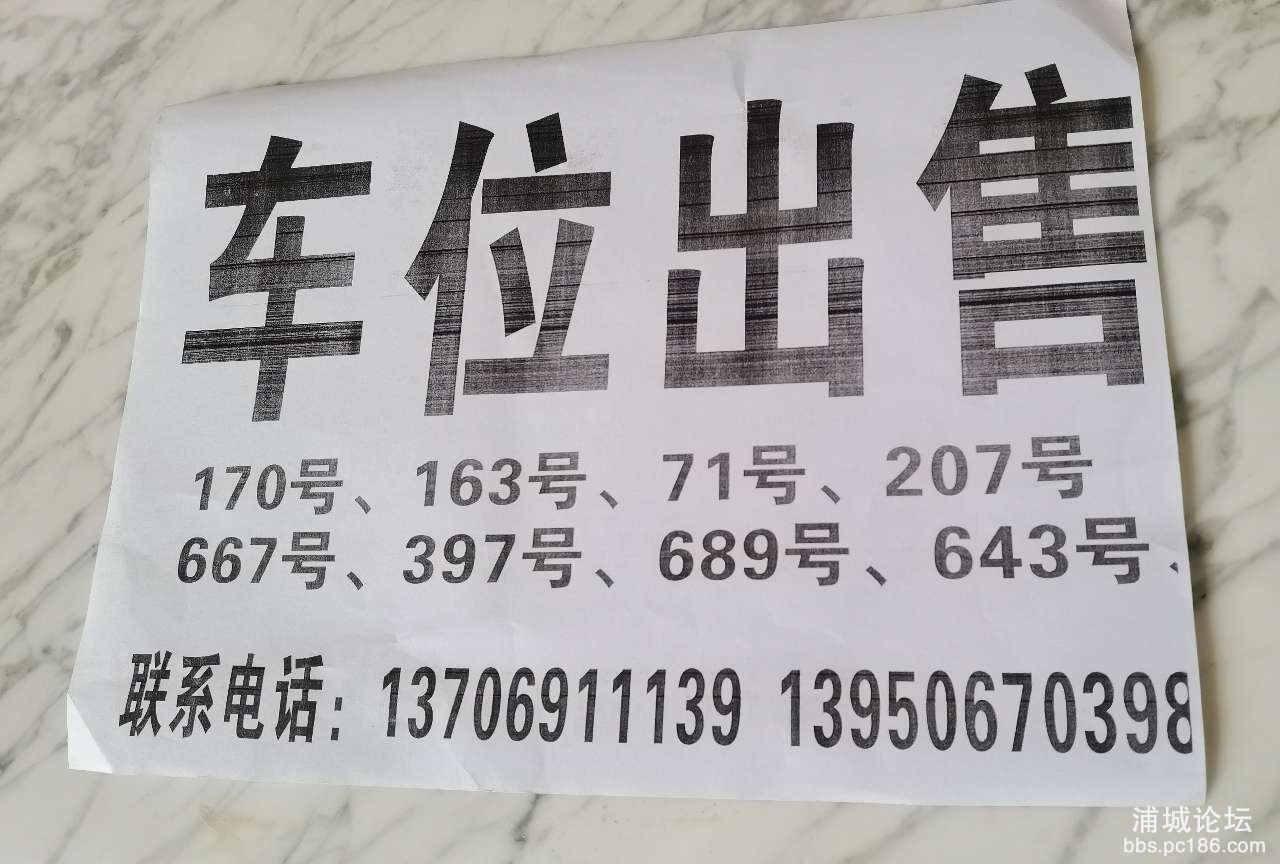 车位出售
170号、163号、71号、207号
667号、397号、689号、643号、
联系电话：13706911139 13950670398
浦城论坛
bbs.pc186.com